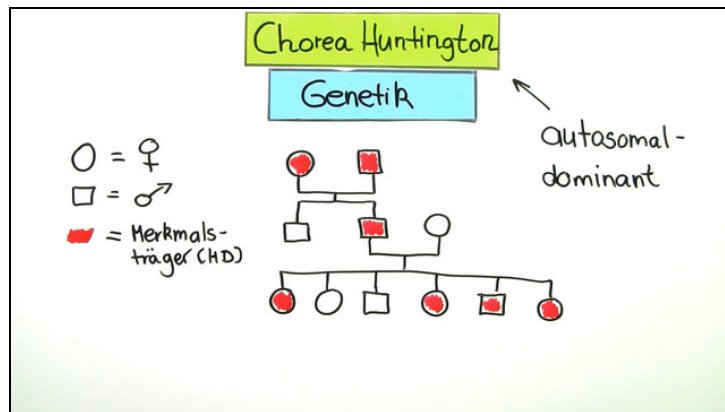 Chorea Huntington
Genetik
autosomal-
dominant
= ♀
= ♂
= Merkmals-
träger (HD)